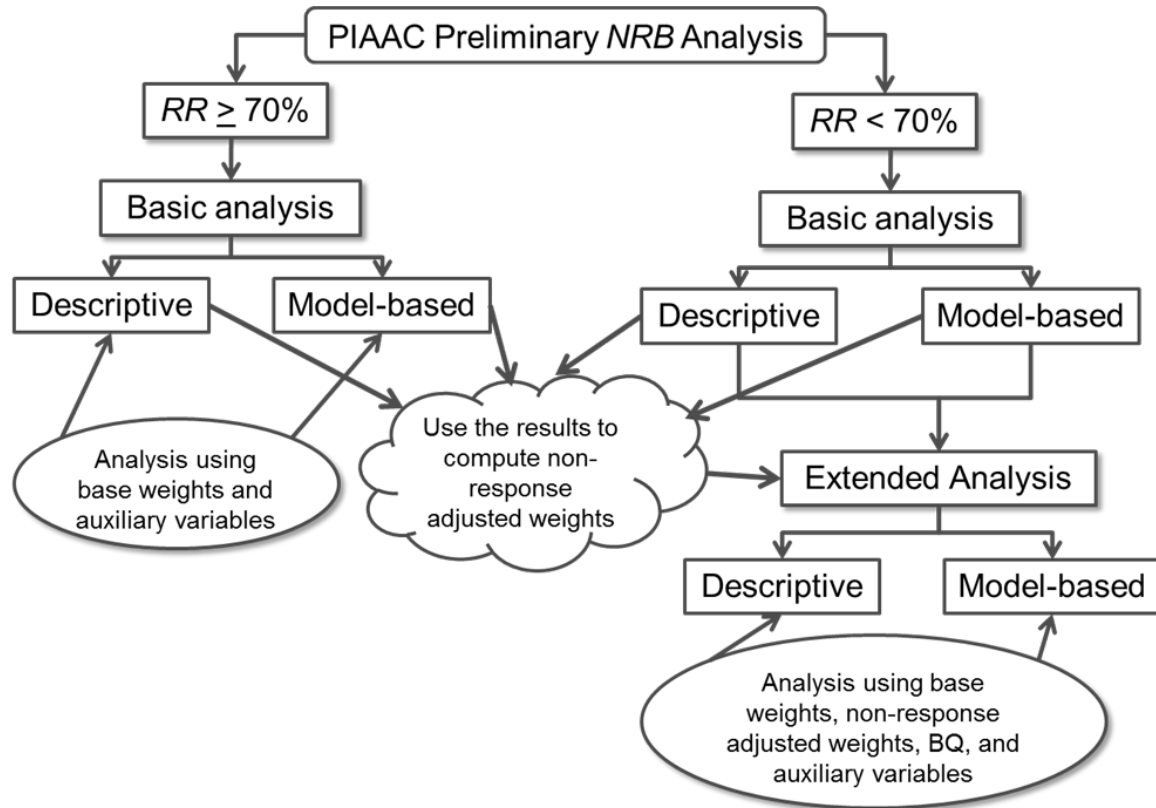 PIAAC Preliminary NRB Analysis
RR ≥ 70%
RR < 70%
Basic analysis
Basic analysis
Descriptive
Model-based
Descriptive
Model-based
Analysis using
base weights and
auxiliary variables
Use the results to
compute non-
response
adjusted weights
Extended Analysis
Descriptive
Model-based
Analysis using base
weights, non-response
adjusted weights, BQ, and
auxiliary variables